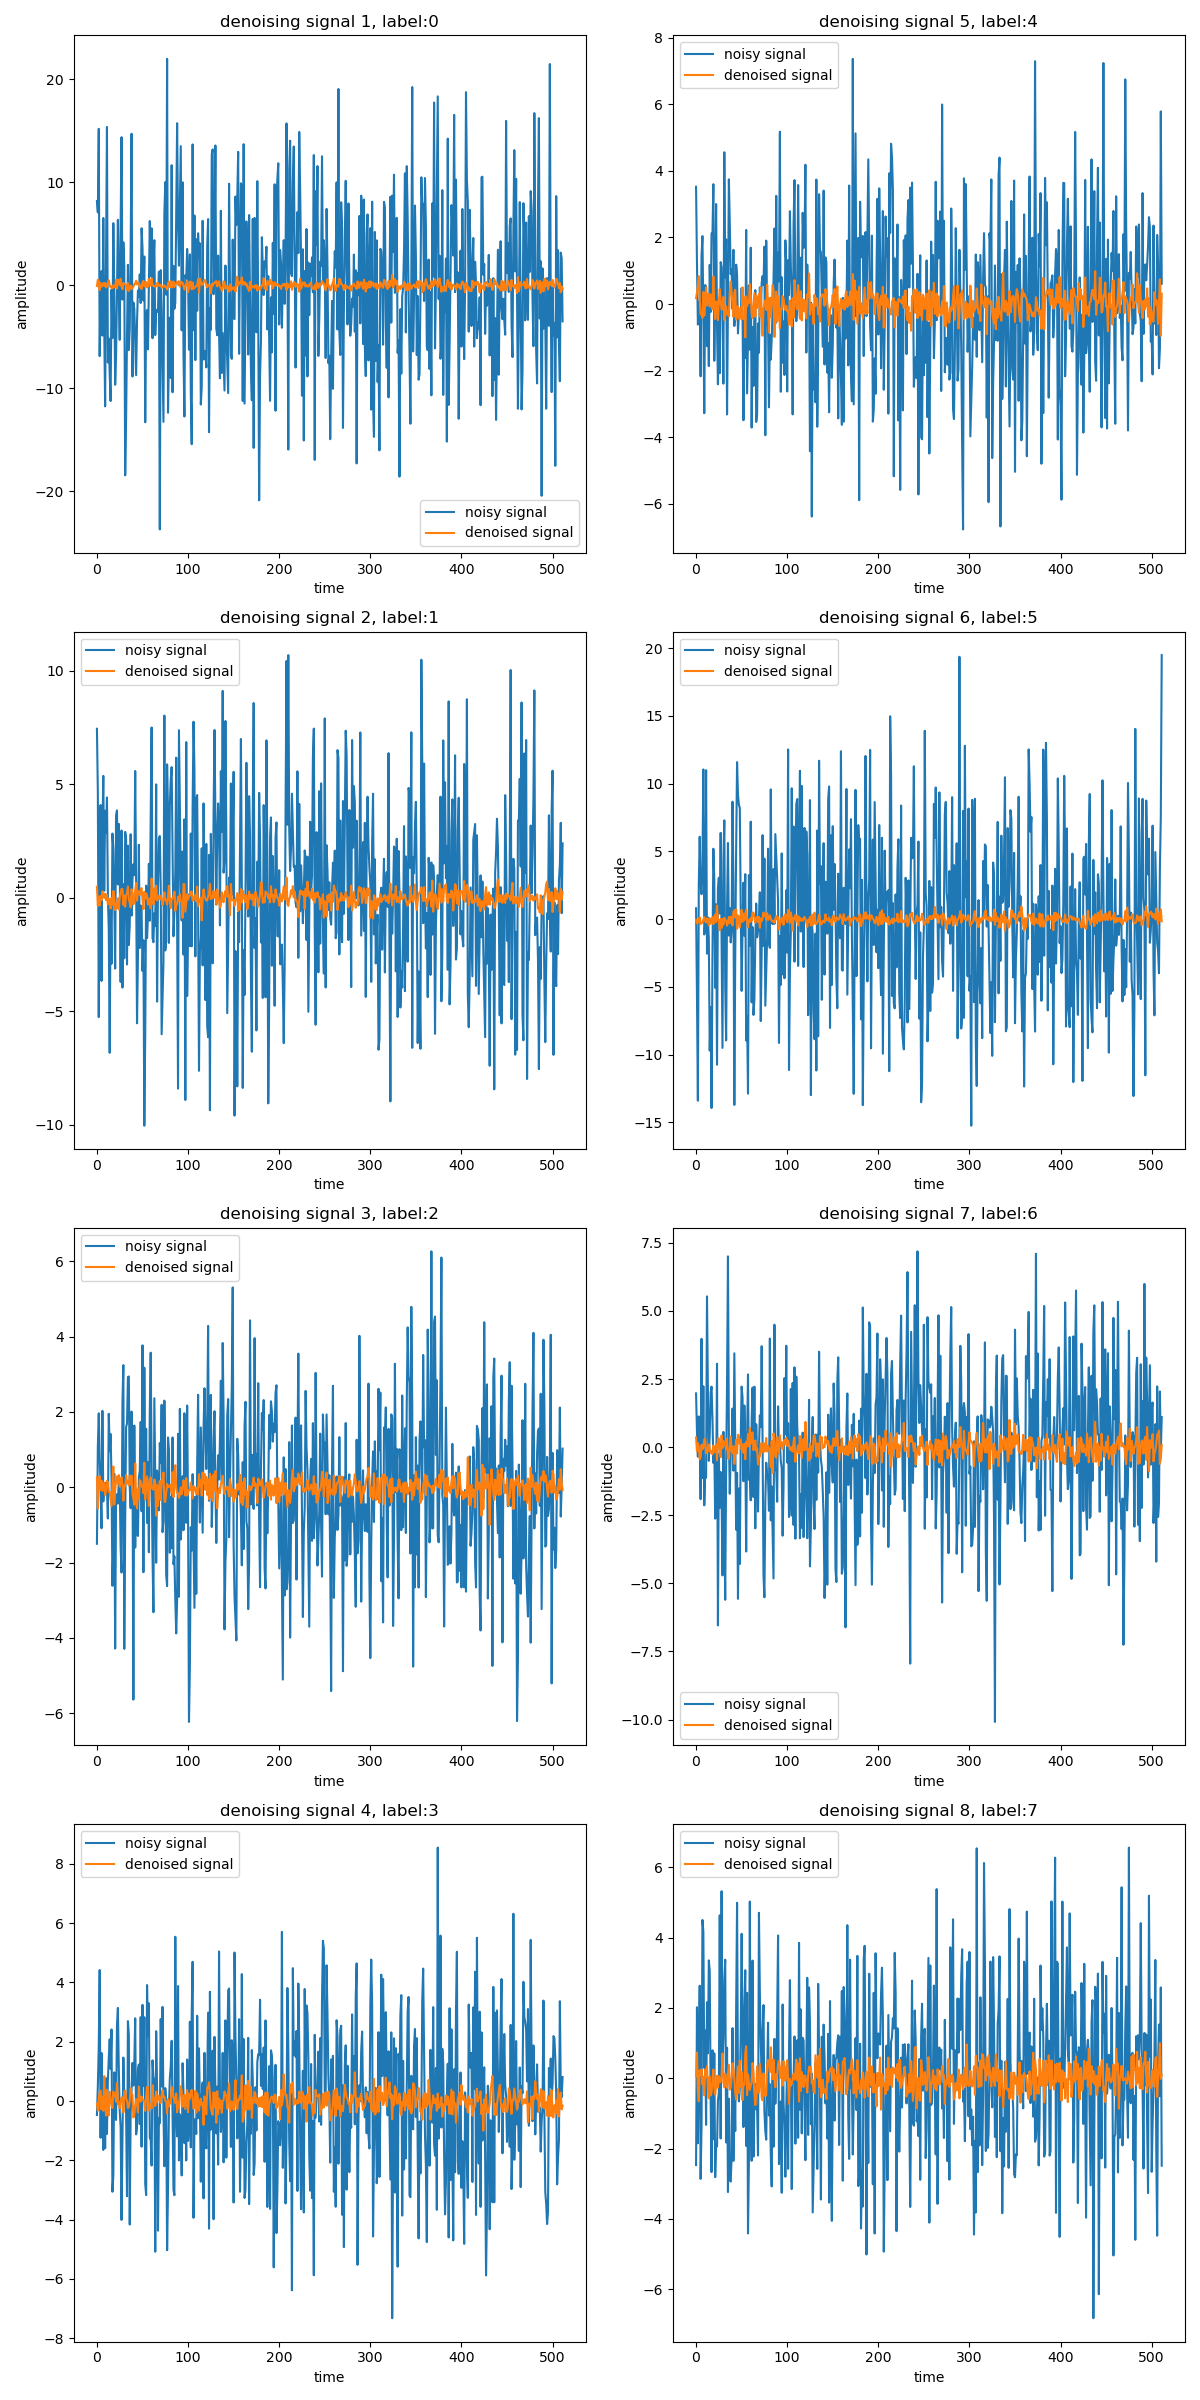 denoising signal 1, label:0
amplitude
20
10
0
−10
−20
noisy signal
denoised signal
0 100 200 300 400 500
time
denoising signal 5, label:4
amplitude
8
6
4
2
0
−2
−4
−6
noisy signal
denoised signal
0 100 200 300 400 500
time
denoising signal 2, label:1
amplitude
10
5
0
−5
−10
noisy signal
denoised signal
0 100 200 300 400 500
time
denoising signal 6, label:5
amplitude
20
15
10
5
0
−5
−10
−15
noisy signal
denoised signal
0 100 200 300 400 500
time
denoising signal 3, label:2
amplitude
6
4
2
0
−2
−4
−6
noisy signal
denoised signal
0 100 200 300 400 500
time
denoising signal 7, label:6
amplitude
7.5
5.0
2.5
0.0
−2.5
−5.0
−7.5
−10.0
noisy signal
denoised signal
0 100 200 300 400 500
time
denoising signal 4, label:3
amplitude
8
6
4
2
0
−2
−4
−6
−8
noisy signal
denoised signal
0 100 200 300 400 500
time
denoising signal 8, label:7
amplitude
6
4
2
0
−2
−4
−6
noisy signal
denoised signal
0 100 200 300 400 500
time